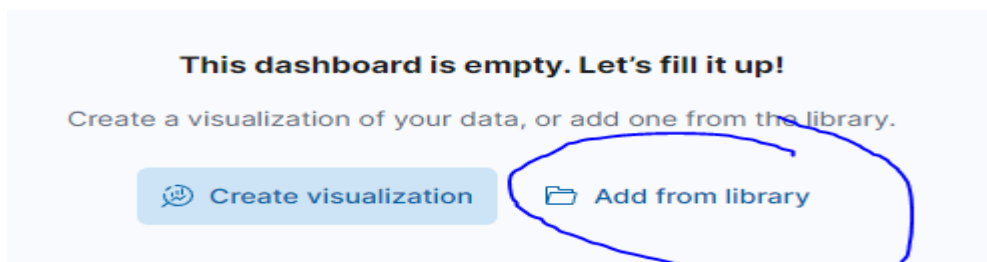 This dashboard is empty. Let’s fill it up!
Create a visualization of your data, or add one from the library.
Create visualization
Add from library